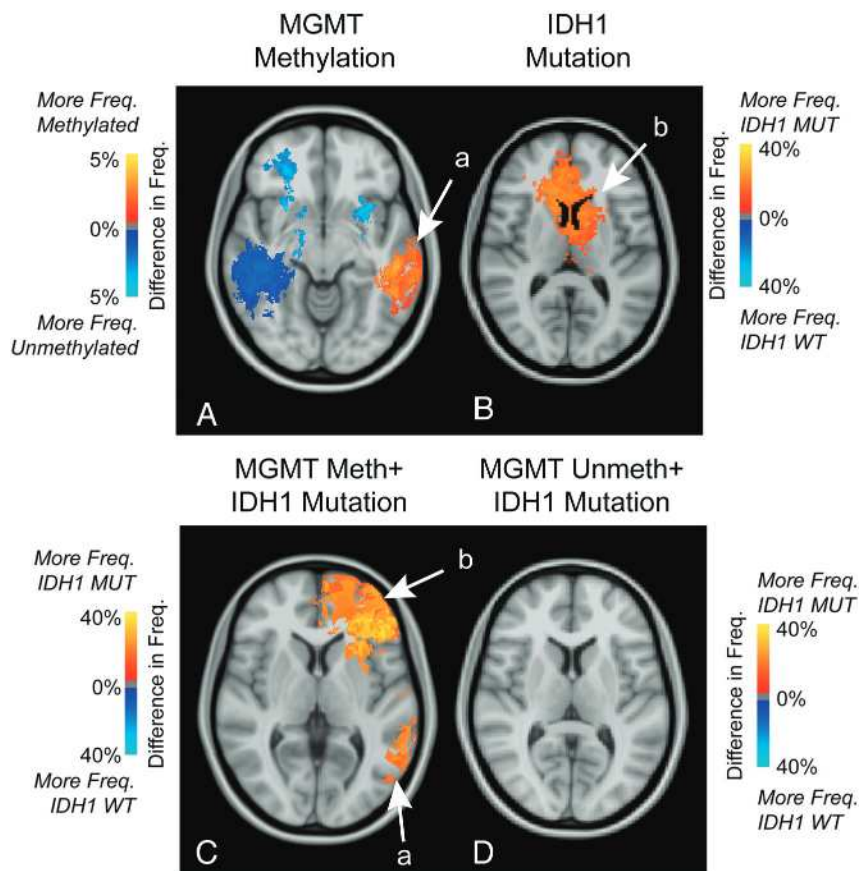 MGMT
Methylation
IDH1
Mutation
More Freq.
Methylated
5%
0%
5%
Difference in Freq.
More Freq.
Unmethylated
a
A
b
B
More Freq.
IDH1 MUT
40%
0%
40%
Difference in Freq.
More Freq.
IDH1 WT
MGMT Meth+
IDH1 Mutation
MGMT Unmeth+
IDH1 Mutation
More Freq.
IDH1 MUT
40%
0%
40%
Difference in Freq.
More Freq.
IDH1 WT
b
a
C
D
More Freq.
IDH1 MUT
40%
0%
40%
Difference in Freq.
More Freq.
IDH1 WT